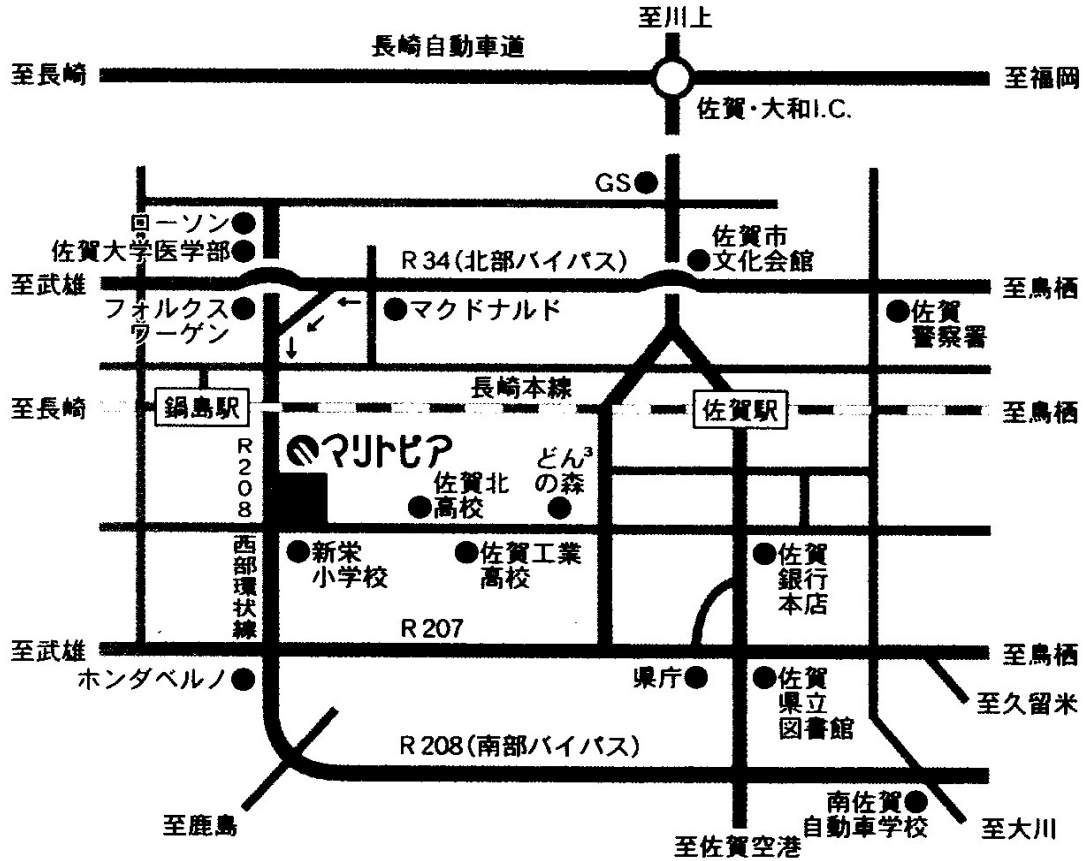 至川上
長崎自動車道
至長崎
至福岡
佐賀・大和I.C.
GS
ローソン
佐賀大学医学部
佐賀市
文化会館
R34(北部バイパス)
至武雄
至鳥栖
フォルクス
ワーゲン
マクドナルド
佐賀
警察署
長崎本線
至長崎
鍋島駅
佐賀駅
至鳥栖
R208
西部環状線
マリトピア
佐賀北
高校
どん³
の森
新栄
小学校
佐賀工業
高校
佐賀
銀行
本店
R207
至武雄
至鳥栖
ホンダベルノ
県庁
佐賀
県立
図書館
至久留米
R208(南部バイパス)
至鹿島
南佐賀
自動車学校
至大川
至佐賀空港